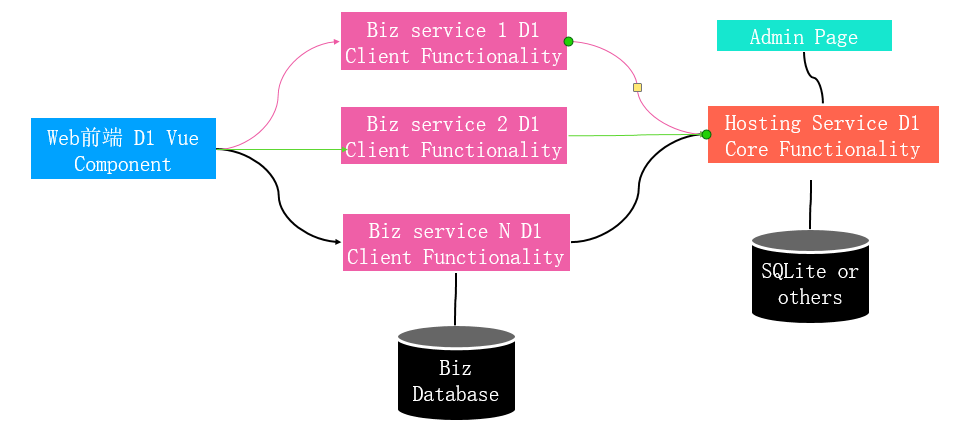 Biz service 1 D1
Client Functionality
Admin Page
Web前端 D1 Vue
Component
Biz service 2 D1
Client Functionality
Hosting Service D1
Core Functionality
Biz service N D1
Client Functionality
SQLite or
others
Biz
Database